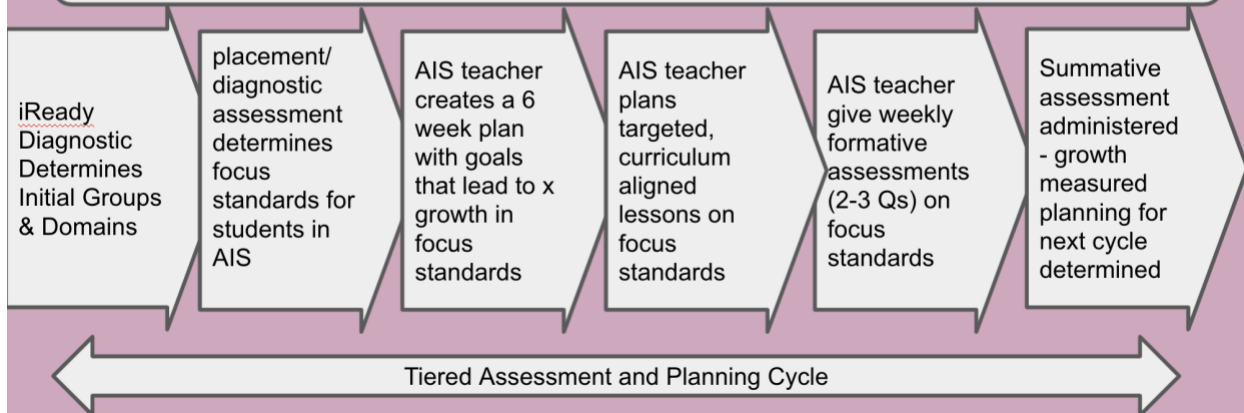 iReady
Diagnostic
Determines
Initial Groups
& Domains
placement/
diagnostic
assessment
determines
focus
standards for
students in
AIS
AIS teacher
creates a 6
week plan
with goals
that lead to x
growth in
focus
standards
AIS teacher
plans
targeted,
curriculum
aligned
lessons on
focus
standards
AIS teacher
give weekly
formative
assessments
(2-3 Qs) on
focus
standards
Summative
assessment
administered
- growth
measured
planning for
next cycle
determined
Tiered Assessment and Planning Cycle